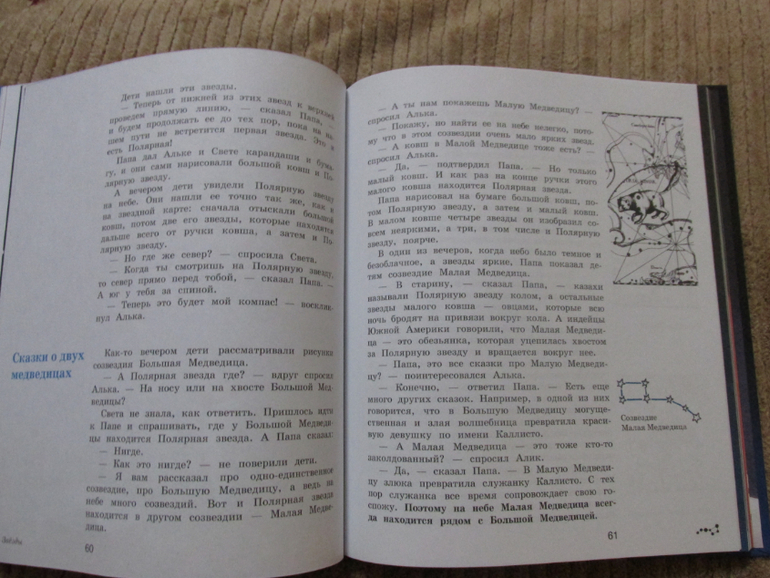 Дети нашли эти звезды.
— Теперь от нижней из этих звезд к верхней
проведем прямую линию, — сказал Папа, —
и будем продолжать ее до тех пор, пока на на-
шем пути не встретится первая звезда. Это и
есть Полярная!
Папа дал Альке и Свете карандаши и бума-
гу, и они сами нарисовали большой ковш и По-
лярную звезду.
А вечером дети увидели Полярную звезду
на небе. Они нашли ее точно так же, как и
на звездной карте: сначала отыскали большой
ковш, потом две его звезды, которые находятся
дальше всего от ручки ковша, а затем и По-
лярную звезду.
— Но где же север? — спросила Света.
— Когда ты смотришь на Полярную звезду,
то север прямо перед тобой, — сказал Папа. —
А юг у тебя за спиной.
— Теперь это будет мой компас! — восклик-
нул Алька.
Сказки о двух
медведицах
Как-то вечером дети рассматривали рисунки
созвездия Большая Медведица.
— А Полярная звезда где? — вдруг спросил
Алька. — На носу или на хвосте Большой Мед-
ведицы?
Света не знала, как ответить. Пришлось идти
к Папе и спрашивать, где у Большой Медведи-
цы находится Полярная звезда. А Папа сказал:
— Нигде.
— Как это нигде? — не поверили дети.
— Я вам рассказал про одно-единственное
созвездие, про Большую Медведицу, а ведь на
небе много созвездий. Вот и Полярная звезда
находится в другом созвездии — Малая Медве-
дица.
60
— А ты нам покажешь Малую Медведицу? —
спросил Алька.
— Покажу, но найти ее на небе нелегко, пото-
му что в этом созвездии очень мало ярких звезд.
— А ковш в Малой Медведице тоже есть? —
спросил Алька.
— Да, — подтвердил Папа. — Но только
малый ковш. И как раз на конце ручки этого
малого ковша находится Полярная звезда.
Папа нарисовал на бумаге большой ковш, по-
том Полярную звезду, а затем и малый ковш.
В малом ковше четыре звезды он изобразил со-
всем неяркими, а три, в том числе и Полярную
звезду, поярче.
В один из вечеров, когда небо было темное и
безоблачное, а звезды яркие, Папа показал де-
тям созвездие Малая Медведица.
— В старину, — сказал Папа, — казахи
называли Полярную звезду колом, а остальные
звезды малого ковша — овцами, которые всю
ночь бродят на привязи вокруг кола. А индейцы
Южной Америки говорили, что Малая Медведи-
ца — это обезьянка, которая уцепилась хвостом
за Полярную звезду и вращается вокруг нее.
— Папа, это все сказки про Малую Медведи-
цу? — поинтересовался Алька.
— Конечно, — ответил Папа. — Есть еще
много других сказок. Например, в одной из них
говорится, что в Большую Медведицу могуще-
ственная и злая волшебница превратила краси-
вую девушку по имени Каллисто.
— А Малая Медведица — это тоже кто-то
заколдованный? — спросил Алик.
— Да, — сказал Папа. — В Малую Медведи-
цу злюка превратила служанку Каллисто. С тех
пор служанка все время сопровождает свою го-
спожу. Поэтому на небе Малая Медведица всег-
да находится рядом с Большой Медведицей.
Созвездие
Малая Медведица
61